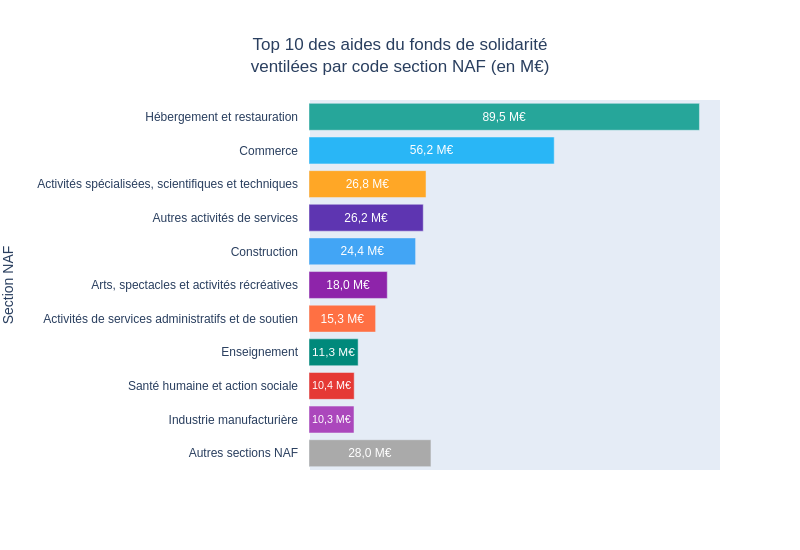 Top 10 des aides du fonds de solidarité
ventilées par code section NAF (en M€)
Section NAF
Hébergement et restauration 89,5 M€
Commerce 56,2 M€
Activités spécialisées, scientifiques et techniques 26,8 M€
Autres activités de services 26,2 M€
Construction 24,4 M€
Arts, spectacles et activités récréatives 18,0 M€
Activités de services administratifs et de soutien 15,3 M€
Enseignement 11,3 M€
Santé humaine et action sociale 10,4 M€
Industrie manufacturière 10,3 M€
Autres sections NAF 28,0 M€